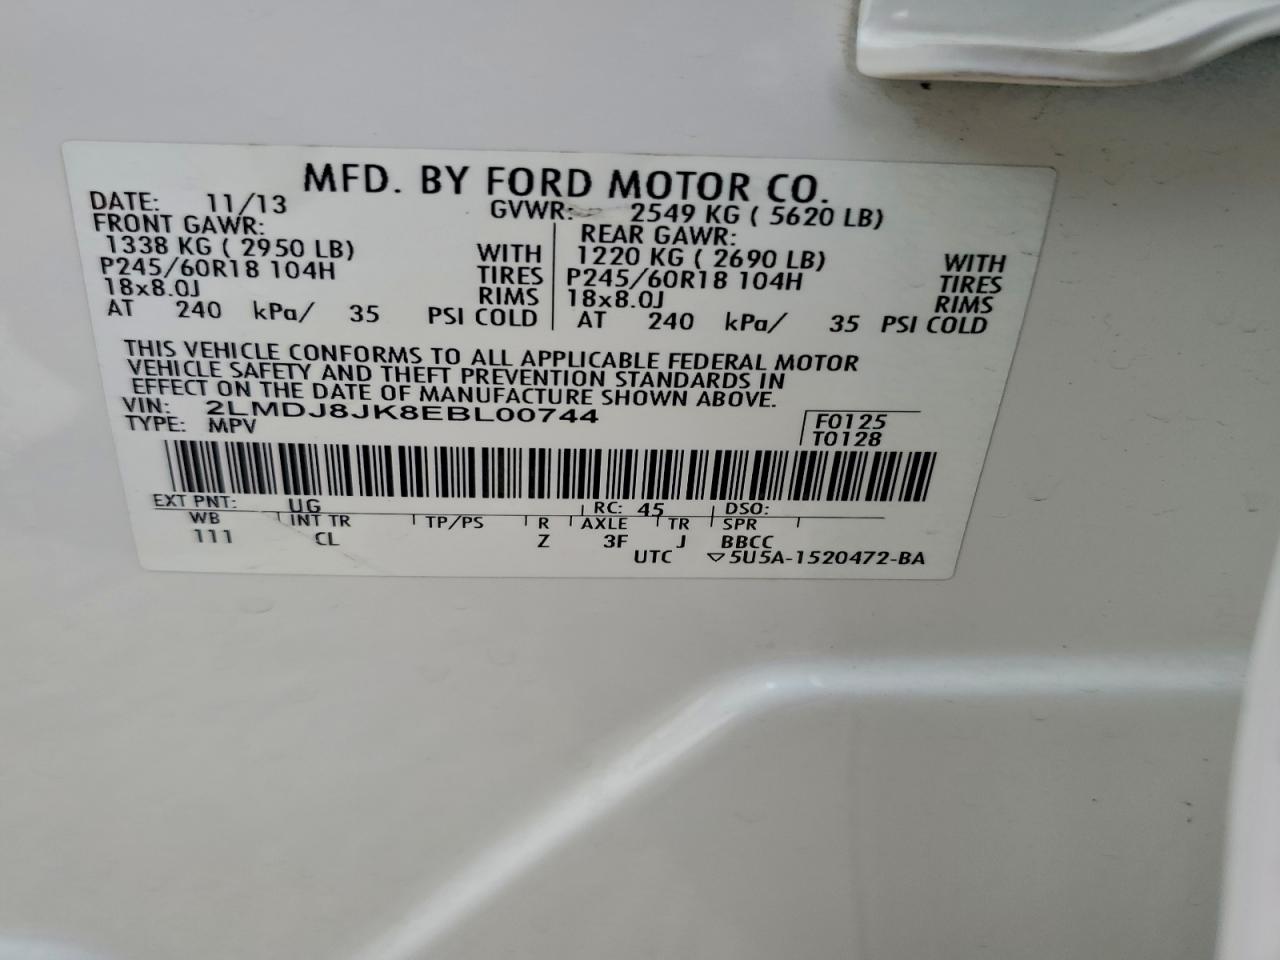 MFD. BY FORD MOTOR CO.
DATE: 11/13 GVWR: 2549 KG ( 5620 LB)
FRONT GAWR: REAR GAWR:
1338 KG ( 2950 LB) WITH 1220 KG ( 2690 LB) WITH
P245/60R18 104H TIRES P245/60R18 104H TIRES
18x8.0J RIMS 18x8.0J RIMS
AT 240 kPa/ 35 PSI COLD AT 240 kPa/ 35 PSI COLD
THIS VEHICLE CONFORMS TO ALL APPLICABLE FEDERAL MOTOR
VEHICLE SAFETY AND THEFT PREVENTION STANDARDS IN
EFFECT ON THE DATE OF MANUFACTURE SHOWN ABOVE.
VIN: 2LMDJ8JK8EBL00744
TYPE: MPV F0125
T0128
EXT PNT: UG RC: 45 DSO:
WB INT TR TP/PS R AXLE TR SPR
111 CL Z 3F J BBCC
UTC ▽5U5A-1520472-BA